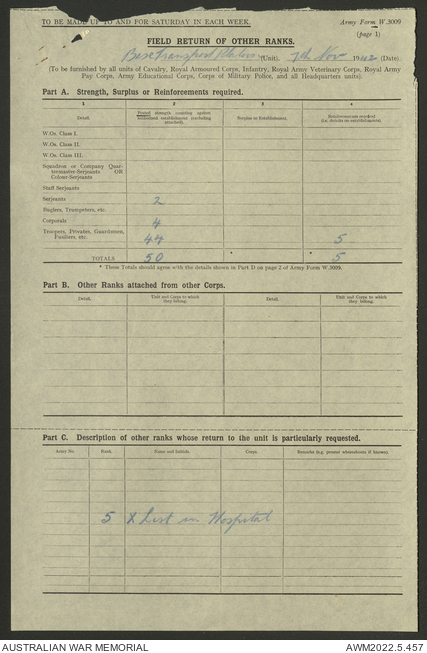 TO BE MADE UP TO AND FOR SATURDAY IN EACH WEEK.
Army Form W.3009
(page 1)
FIELD RETURN OF OTHER RANKS.
Base Transport Platoon (Unit), 7th Nov 1942 (Date).
(To be furnished by all units of Cavalry, Royal Armoured Corps, Infantry, Royal Army Veterinary Corps, Royal Army
Pay Corps, Army Educational Corps, Corps of Military Police, and all Headquarters units).
Part A. Strength, Surplus or Reinforcements required.
1 2 3 4
Detail.
Posted strength counting against
authorised establishment (excluding
attached).
Surplus to Establishment.
Reinforcements required
(i.e. deficits on establishment).
W.Os. Class I.
W.Os. Class II.
W.Os. Class III.
Squadron or Company Quar-
termaster-Serjeants OR
Colour-Serjeants
Staff Serjeants
Serjeants 2
Buglers, Trumpeters, etc.
Corporals 4
Troopers, Privates, Guardsmen,
Fusiliers, etc. 44 5
TOTALS 50 * * 5
* These Totals should agree with the details shown in Part D on page 2 of Army Form W.3009.
Part B. Other Ranks attached from other Corps.
Detail.
Unit and Corps to which
they belong.
Detail.
Unit and Corps to which
they belong.
Part C. Description of other ranks whose return to the unit is particularly requested.
Army No. Rank. Name and Initials. Corps. Remarks (e.g. present whereabouts if known).
5 X List in Hospital
AUSTRALIAN WAR MEMORIAL
AWM2022.5.457